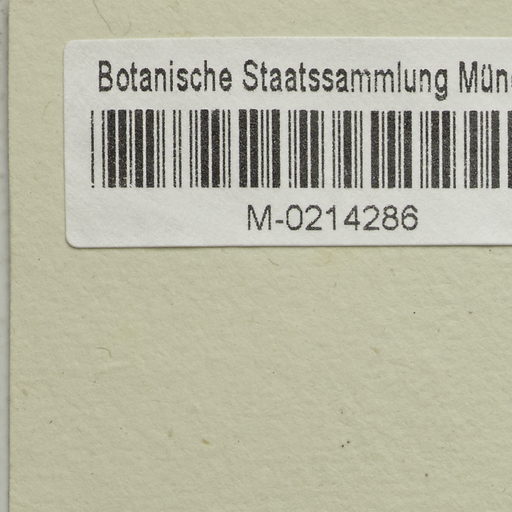 Botanische Staatssammlung Mün
M-0214286